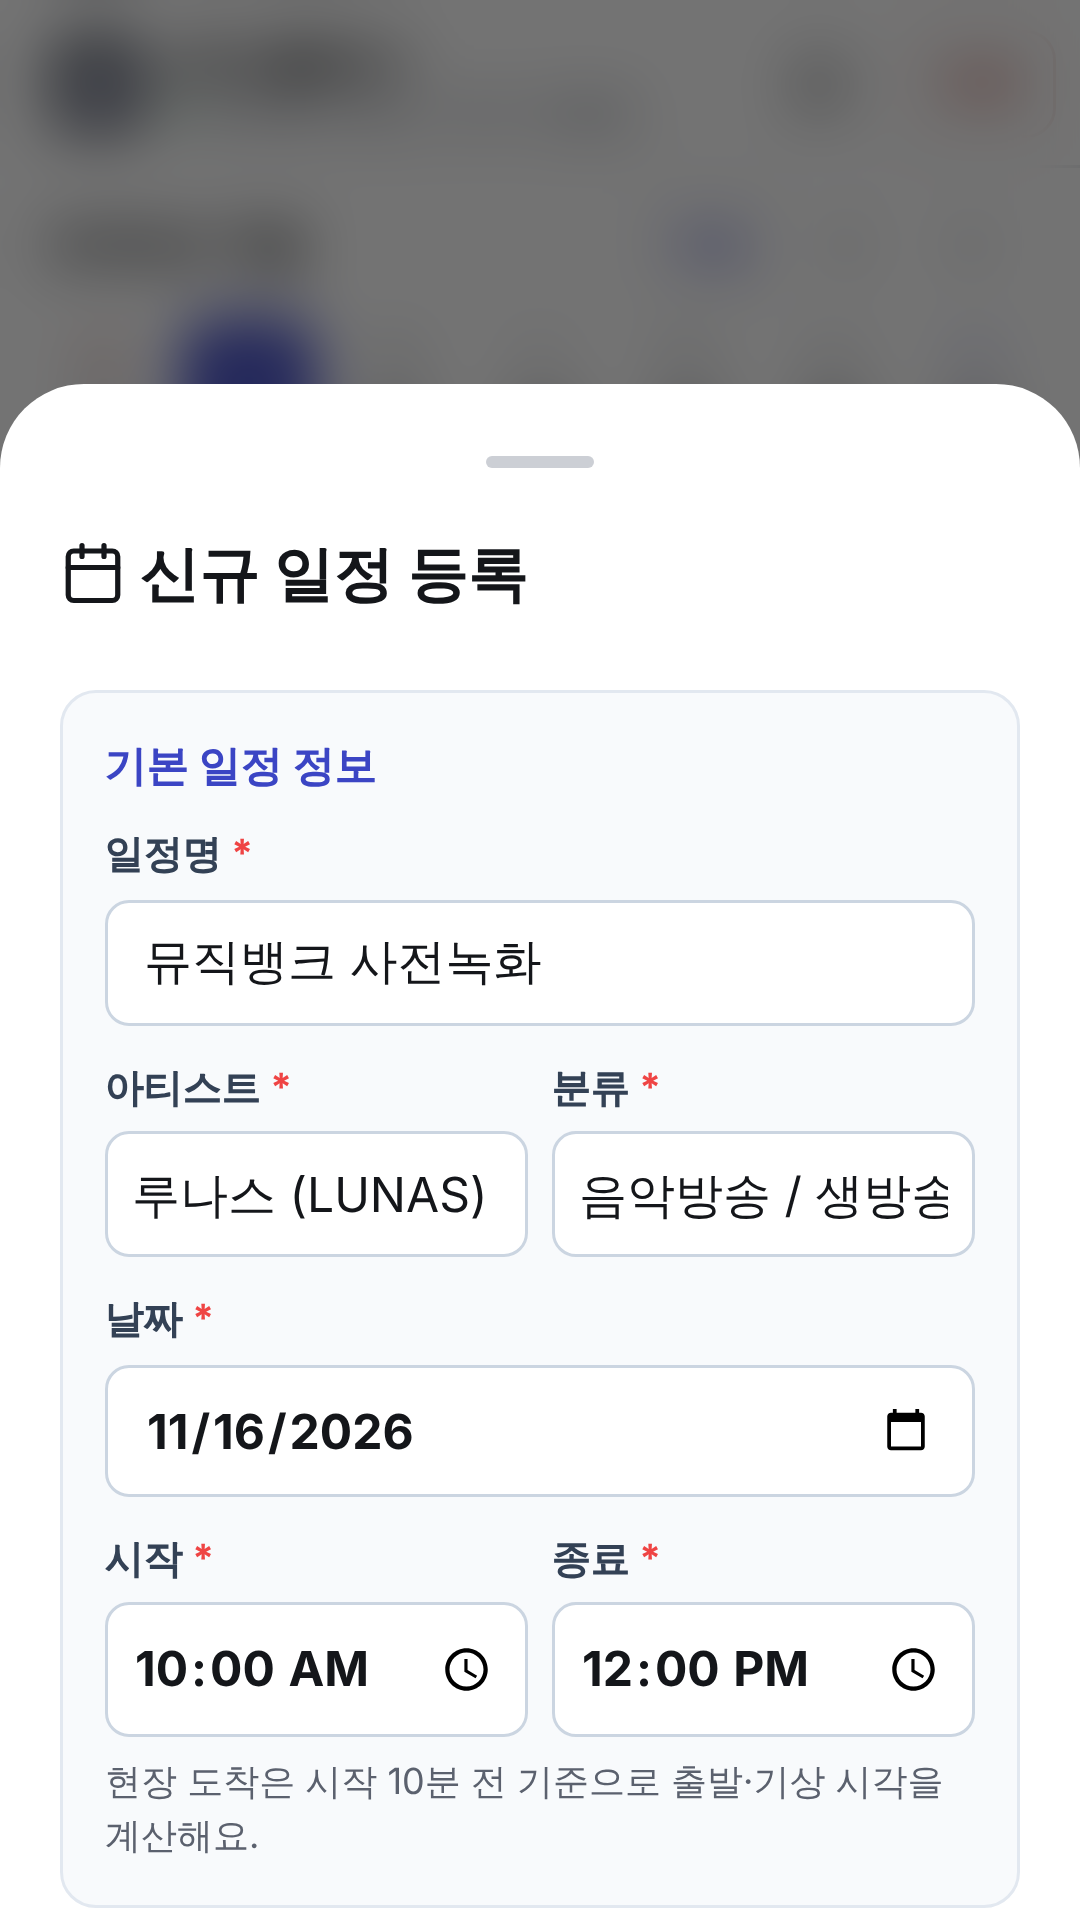 신규 일정 등록
기본 일정 정보
일정명 *
뮤직뱅크 사전녹화
아티스트 *
분류 *
루나스 (LUNAS)
음악방송 / 생방송
날짜 *
11/16/2026
시작 *
종료 *
10:00 AM
12:00 PM
현장 도착은 시작 10분 전 기준으로 출발·기상 시각을
계산해요.